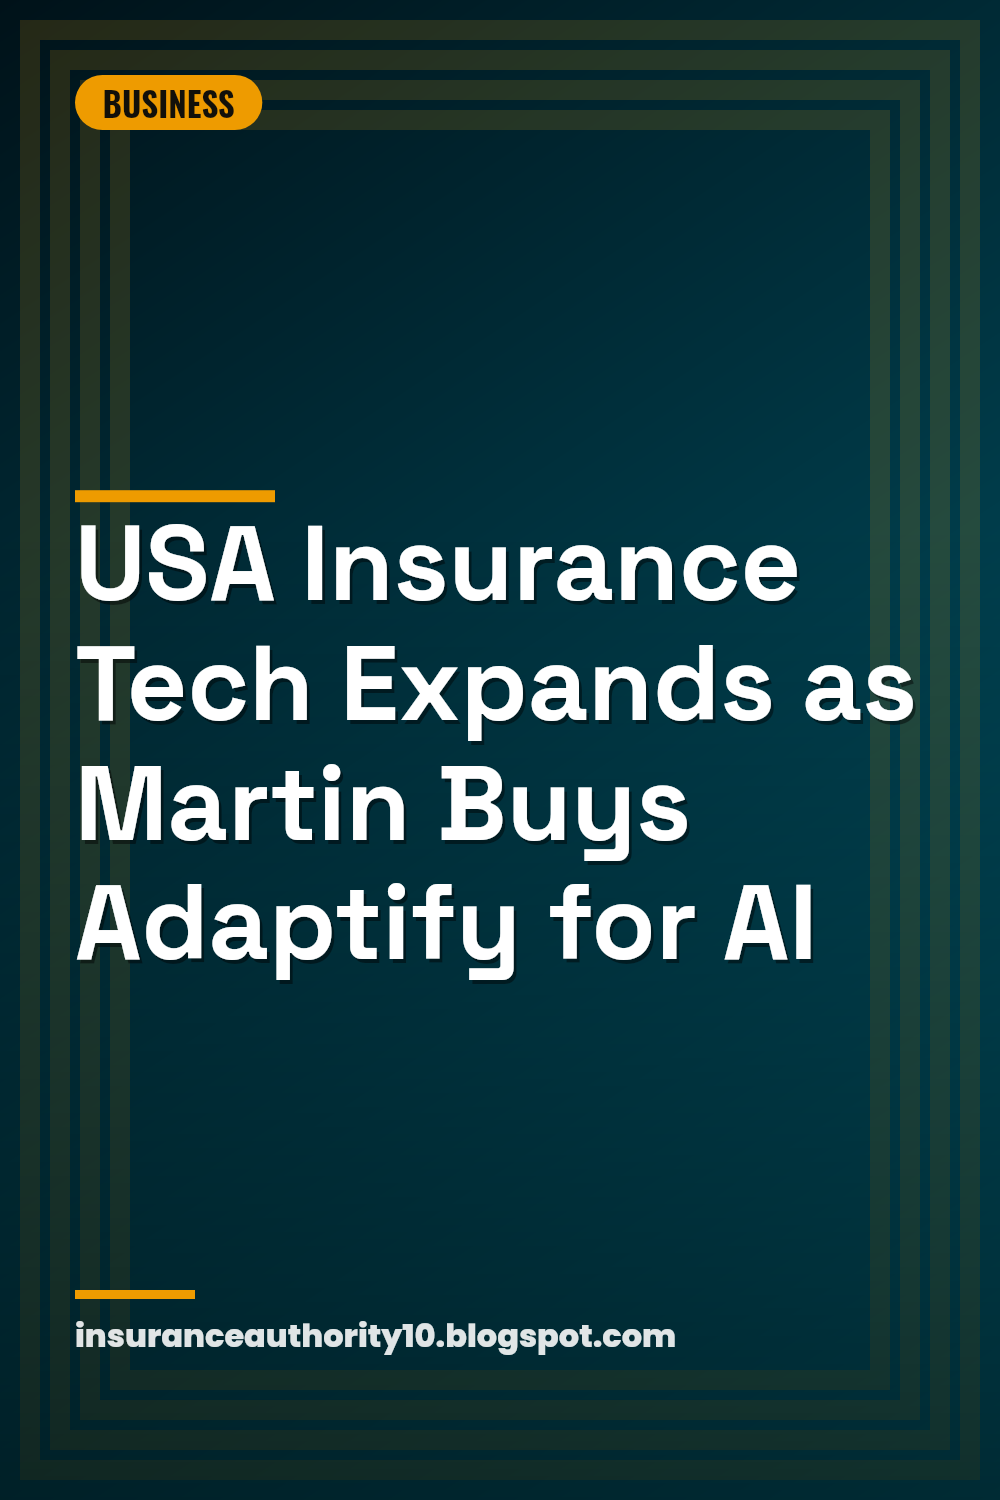 BUSINESS
USA Insurance
Tech Expands as
Martin Buys
Adaptify for AI
insuranceauthority10.blogspot.com